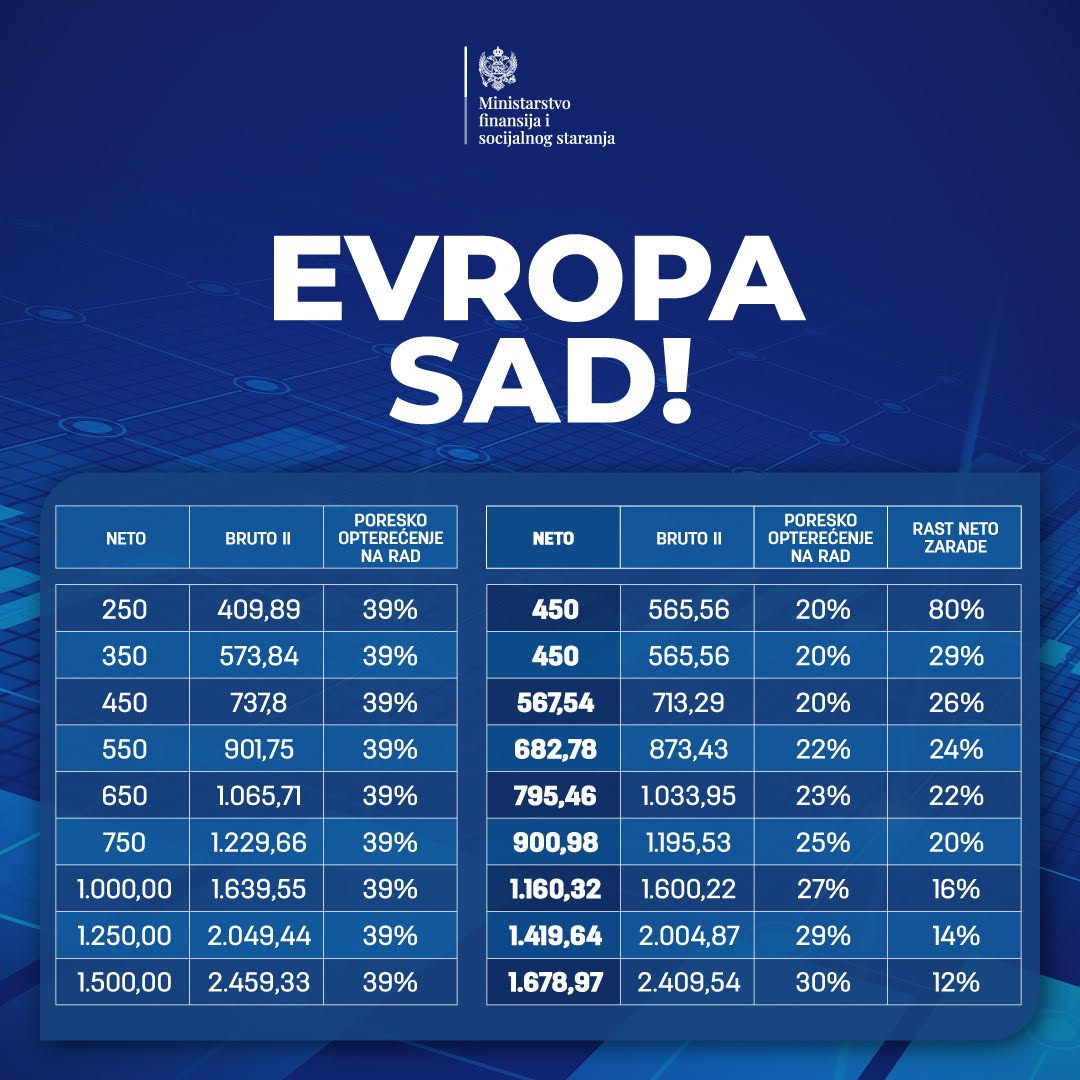 Ministarstvo
finansija i
socijalnog staranja
EVROPA
SAD!
NETO BRUTO II PORESKO OPTEREĆENJE NA RAD
250 409,89 39%
350 573,84 39%
450 737,8 39%
550 901,75 39%
650 1.065,71 39%
750 1.229,66 39%
1.000,00 1.639,55 39%
1.250,00 2.049,44 39%
1.500,00 2.459,33 39%
NETO BRUTO II PORESKO OPTEREĆENJE NA RAD RAST NETO ZARADE
450 565,56 20% 80%
450 565,56 20% 29%
567,54 713,29 20% 26%
682,78 873,43 22% 24%
795,46 1.033,95 23% 22%
900,98 1.195,53 25% 20%
1.160,32 1.600,22 27% 16%
1.419,64 2.004,87 29% 14%
1.678,97 2.409,54 30% 12%